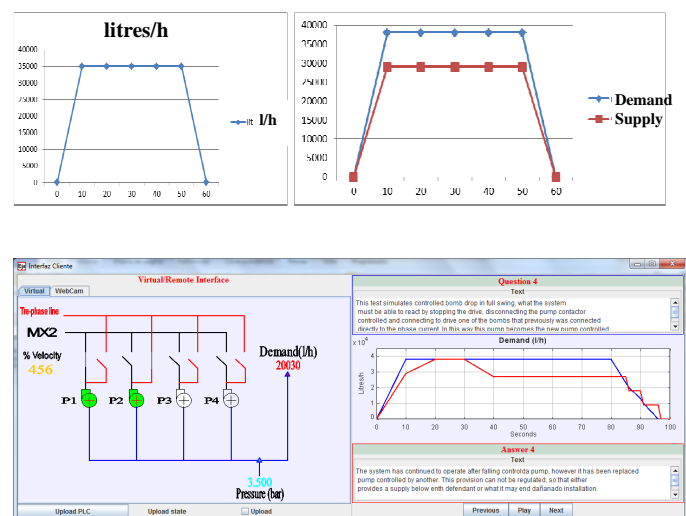 litres/h
40000
35000
30000
25000
20000
15000
10000
5000
0
0 10 20 30 40 50 60
l/h
40000
35000
30000
25000
20000
15000
10000
5000
0
0 10 20 30 40 50 60
Demand
Supply
Interfaz Cliente
Virtual/Remote Interface
Virtual WebCam
Tre-phase line
MX2
% Velocity
456
Demand(l/h)
20030
P1 P2 P3 P4
3.500
Pressure (bar)
Upload PLC Upload state Upload
Question 4
Text
This test simulates controlled bomb drop in full swing, what the system
must be able to react by stopping the drive, disconnecting the pump contactor
controlled and connecting to drive one of the bombs that previously was connected
directly to the phase current. In this way this pump becomes the new pump controlled
Demand (l/h)
Litres/h
4
3
2
1
0
0 10 20 30 40 50 60 70 80 90 100
Seconds
Answer 4
Text
The system has continued to operate after falling controlda pump, however it has been replaced
pump controlled by another. This provision can not be regulated, so that either
provides a supply below enth defendant or what it may end dañanado installation.
Previous Play Next